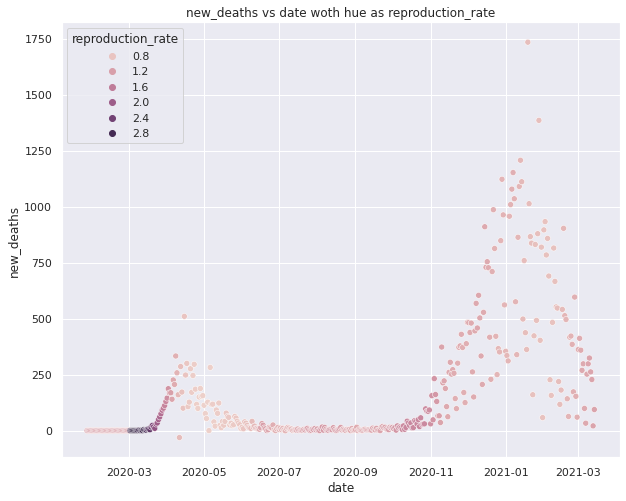 new_deaths vs date woth hue as reproduction_rate
reproduction_rate
0.8
1.2
1.6
2.0
2.4
2.8
new_deaths
1750
1500
1250
1000
750
500
250
0
2020-03 2020-05 2020-07 2020-09 2020-11 2021-01 2021-03
date